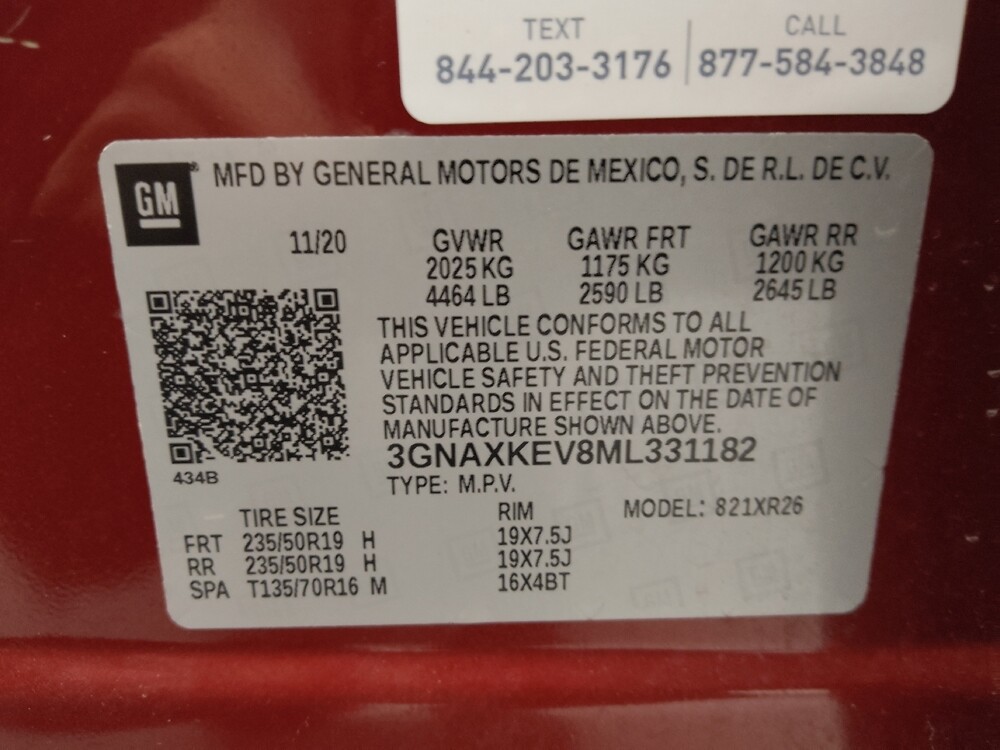 TEXT CALL
844-203-3176 877-584-3848
GM MFD BY GENERAL MOTORS DE MEXICO, S. DE R.L. DE C.V.
11/20 GVWR GAWR FRT GAWR RR
2025 KG 1175 KG 1200 KG
4464 LB 2590 LB 2645 LB
THIS VEHICLE CONFORMS TO ALL
APPLICABLE U.S. FEDERAL MOTOR
VEHICLE SAFETY AND THEFT PREVENTION
STANDARDS IN EFFECT ON THE DATE OF
MANUFACTURE SHOWN ABOVE.
3GNAXKEV8ML331182
434B
TYPE: M.P.V.
TIRE SIZE RIM MODEL: 821XR26
FRT 235/50R19 H 19X7.5J
RR 235/50R19 H 19X7.5J
SPA T135/70R16 M 16X4BT